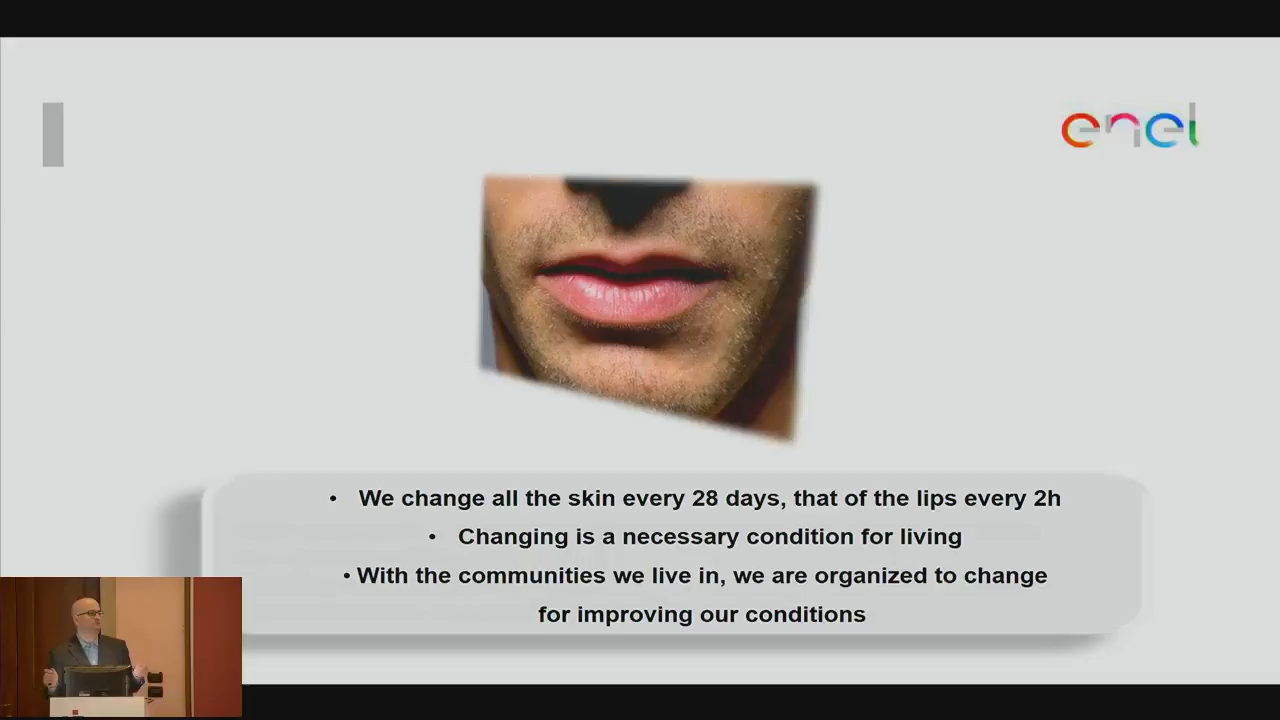 enel
• We change all the skin every 28 days, that of the lips every 2h
• Changing is a necessary condition for living
• With the communities we live in, we are organized to change
for improving our conditions